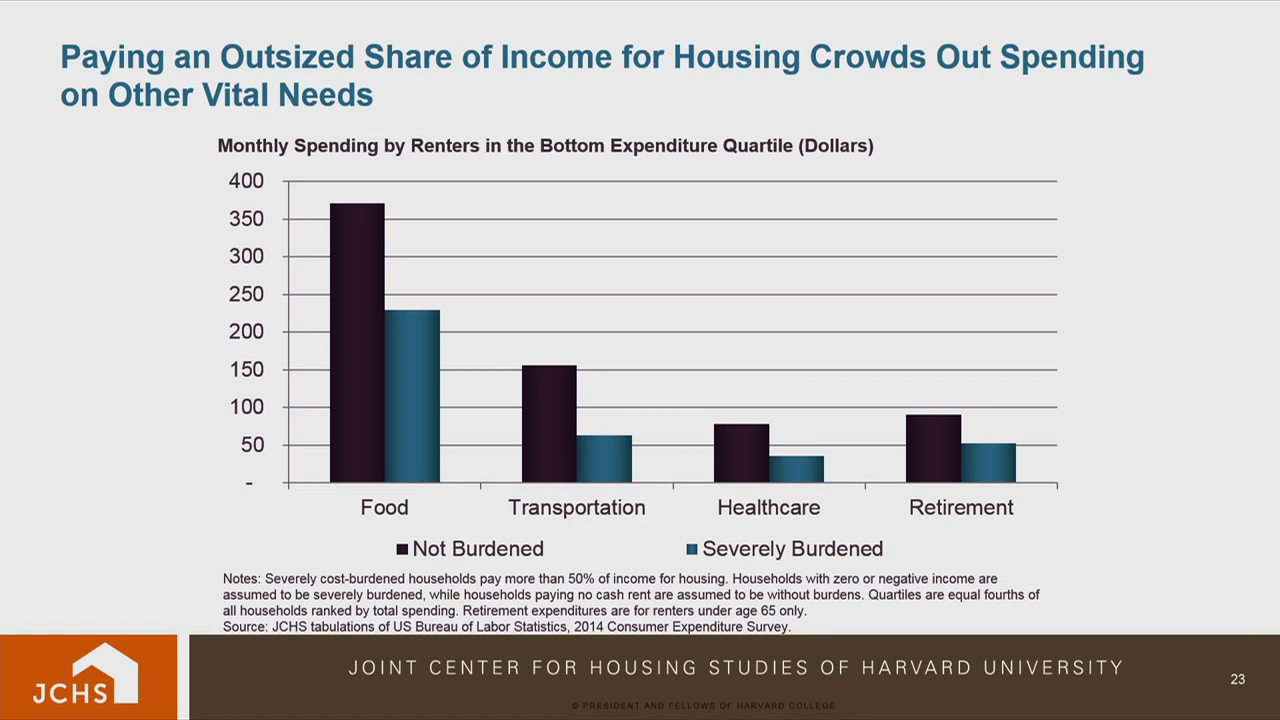 Paying an Outsized Share of Income for Housing Crowds Out Spending
on Other Vital Needs
Monthly Spending by Renters in the Bottom Expenditure Quartile (Dollars)
400
350
300
250
200
150
100
50
-
Food Transportation Healthcare Retirement
Not Burdened Severely Burdened
Notes: Severely cost-burdened households pay more than 50% of income for housing. Households with zero or negative income are
assumed to be severely burdened, while households paying no cash rent are assumed to be without burdens. Quartiles are equal fourths of
all households ranked by total spending. Retirement expenditures are for renters under age 65 only.
Source: JCHS tabulations of US Bureau of Labor Statistics, 2014 Consumer Expenditure Survey.
JCHS
JOINT CENTER FOR HOUSING STUDIES OF HARVARD UNIVERSITY
23
© PRESIDENT AND FELLOWS OF HARVARD COLLEGE